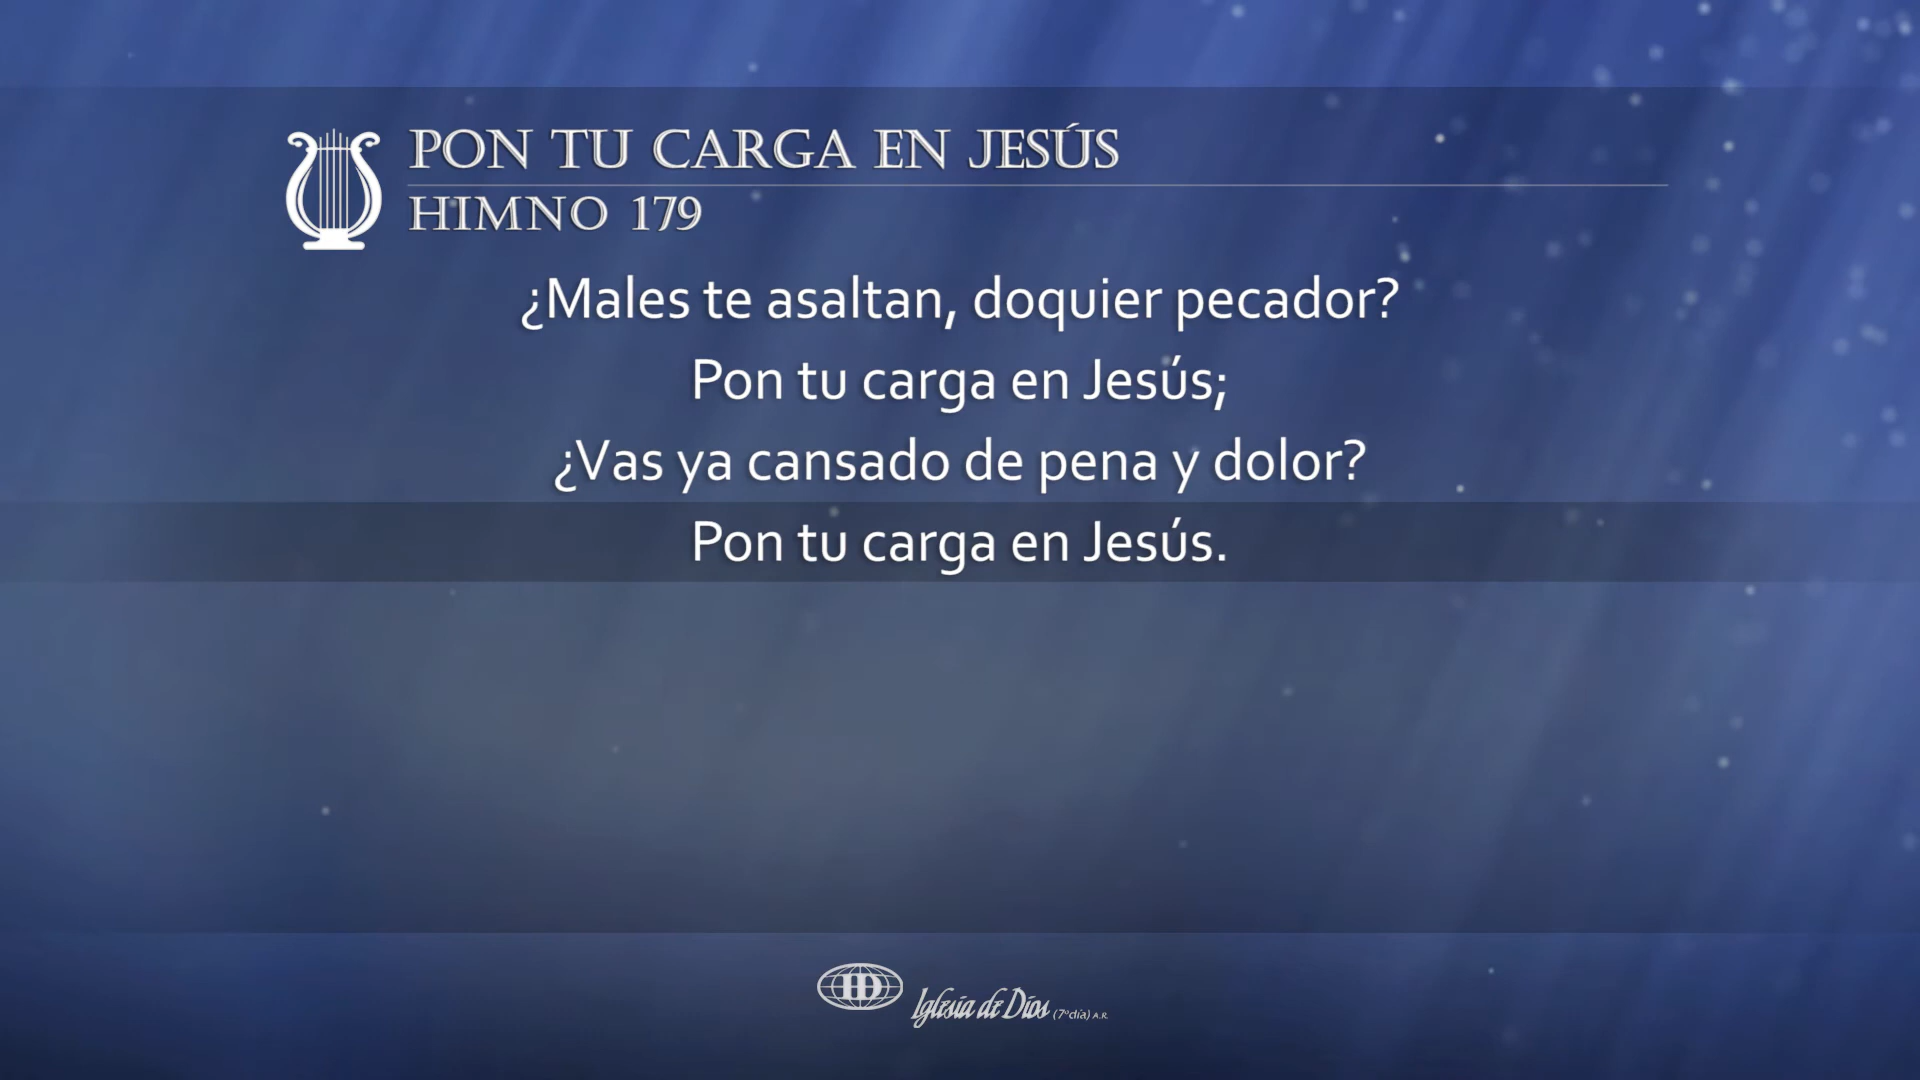 PON TU CARGA EN JESÚS
HIMNO 179
¿Males te asaltan, doquier pecador?
Pon tu carga en Jesús;
¿Vas ya cansado de pena y dolor?
Pon tu carga en Jesús.
ID
Iglesia de Dios (7º día) A.R.